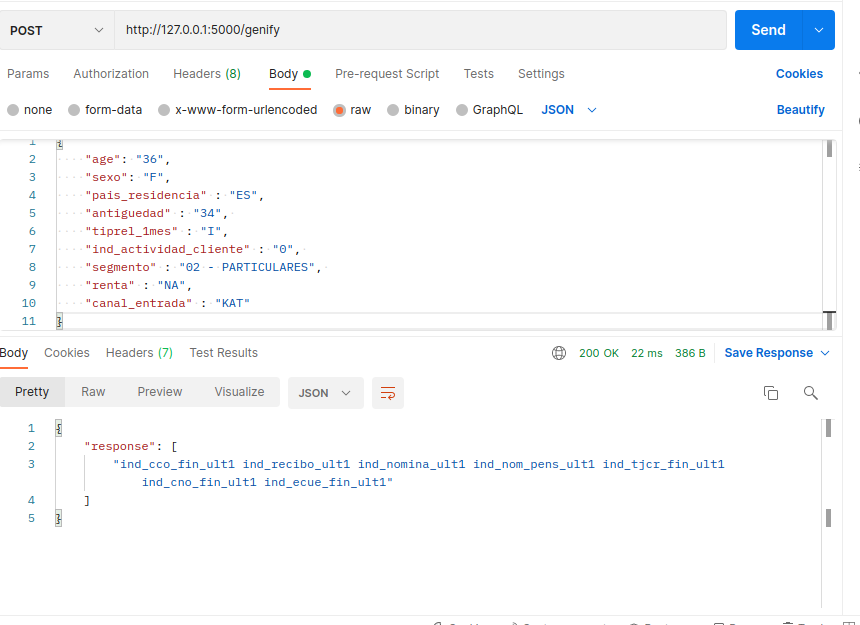 POST http://127.0.0.1:5000/genify Send
Params Authorization Headers (8) Body Pre-request Script Tests Settings Cookies
none form-data x-www-form-urlencoded raw binary GraphQL JSON Beautify
1 {
2 "age": "36",
3 "sexo": "F",
4 "pais_residencia" : "ES",
5 "antiguedad" : "34",
6 "tiprel_1mes" : "I",
7 "ind_actividad_cliente" : "0",
8 "segmento" : "02 - PARTICULARES",
9 "renta" : "NA",
10 "canal_entrada" : "KAT"
11 }
Body Cookies Headers (7) Test Results 200 OK 22 ms 386 B Save Response
Pretty Raw Preview Visualize JSON
1 {
2 "response": [
3 "ind_cco_fin_ult1 ind_recibo_ult1 ind_nomina_ult1 ind_nom_pens_ult1 ind_tjcr_fin_ult1
ind_cno_fin_ult1 ind_ecue_fin_ult1"
4 ]
5 }